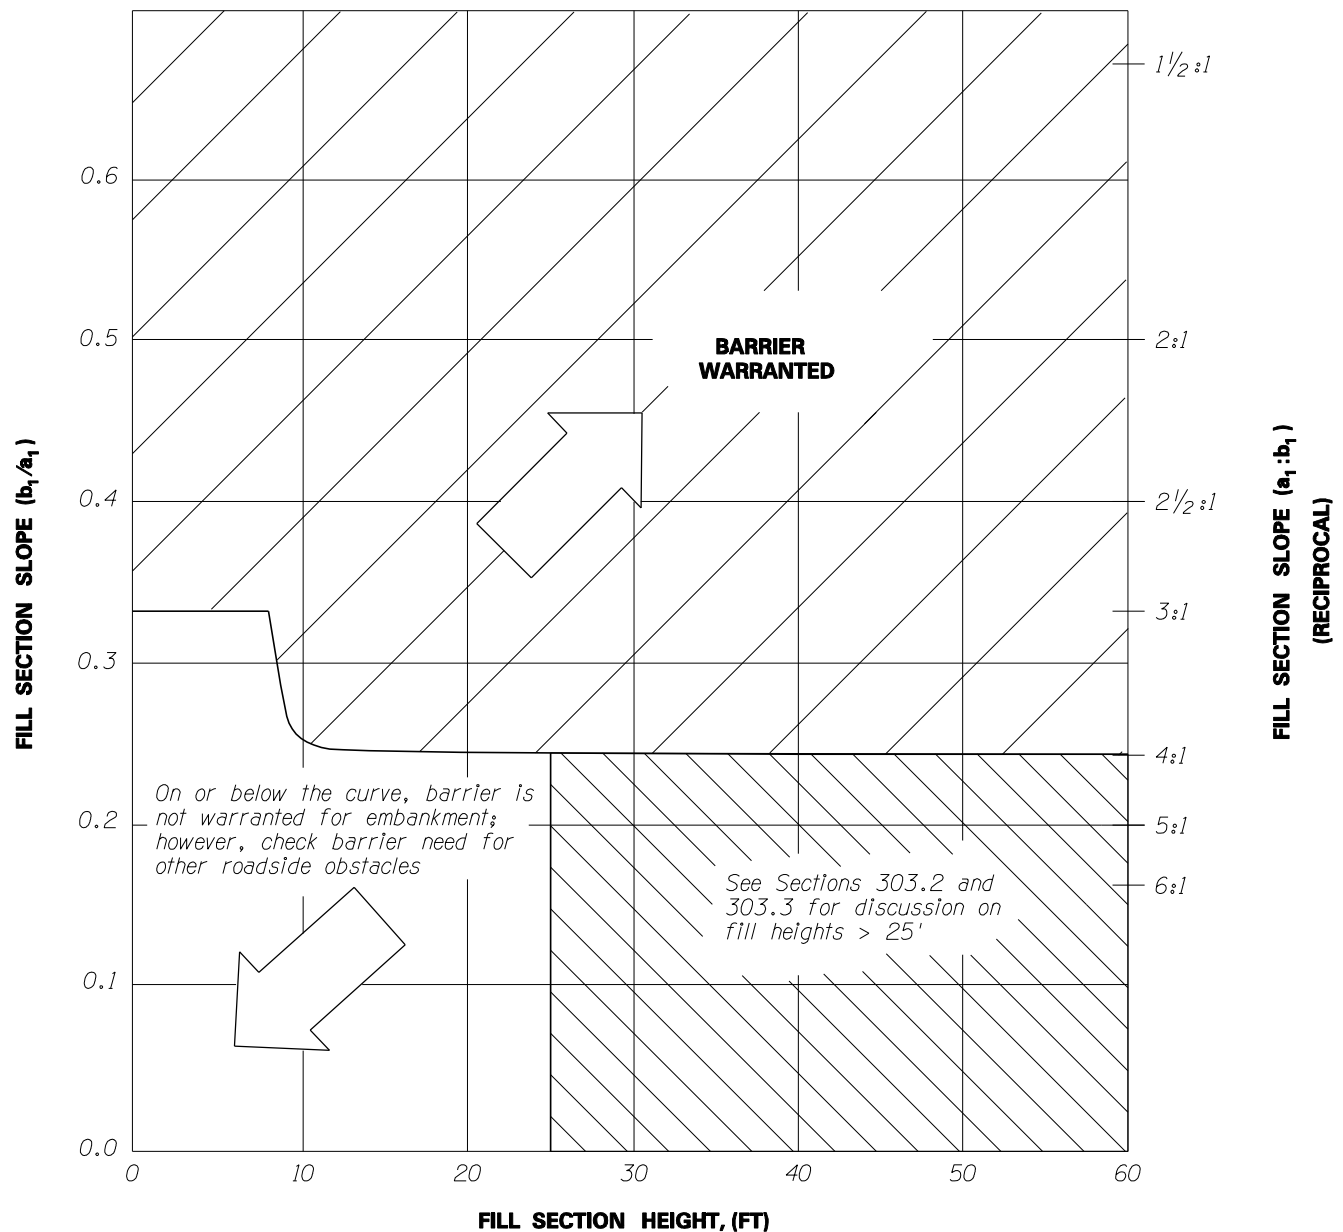 1 1/2:1
0.6
0.5
BARRIER
WARRANTED
2:1
0.4
2 1/2:1
FILL SECTION SLOPE (b₁/a₁)
FILL SECTION SLOPE (a₁:b₁)
(RECIPROCAL)
3:1
0.3
4:1
On or below the curve, barrier is
not warranted for embankment;
however, check barrier need for
other roadside obstacles
0.2
5:1
See Sections 303.2 and
303.3 for discussion on
fill heights > 25'
6:1
0.1
0.0
0 10 20 30 40 50 60
FILL SECTION HEIGHT, (FT)